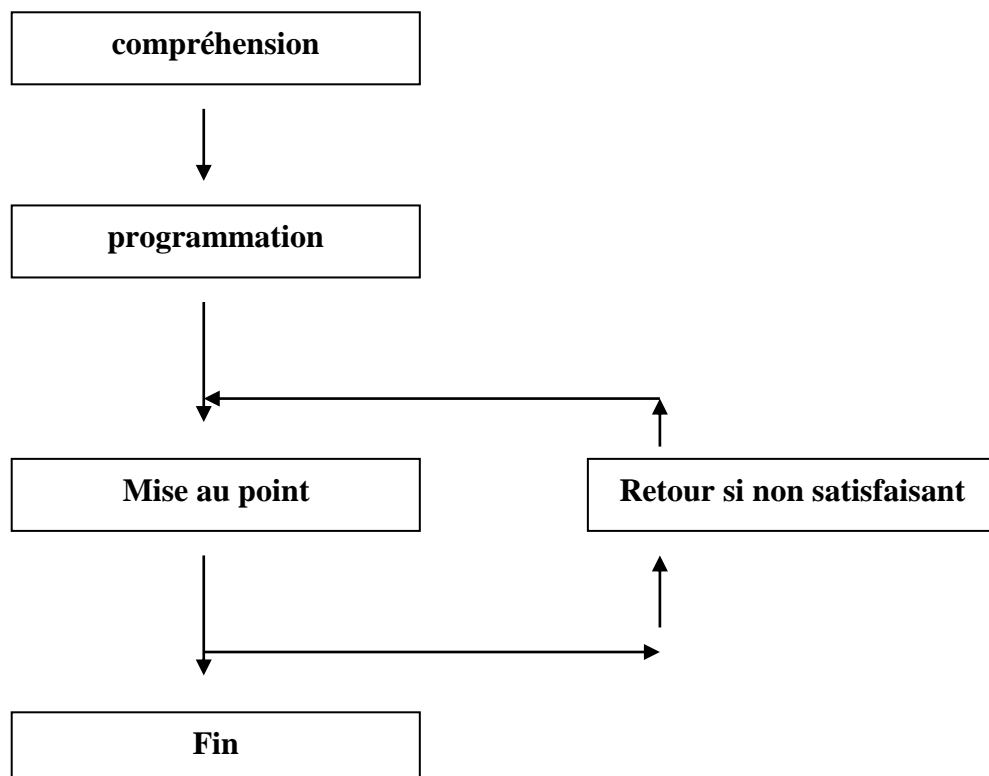 compréhension
programmation
Mise au point
Retour si non satisfaisant
Fin